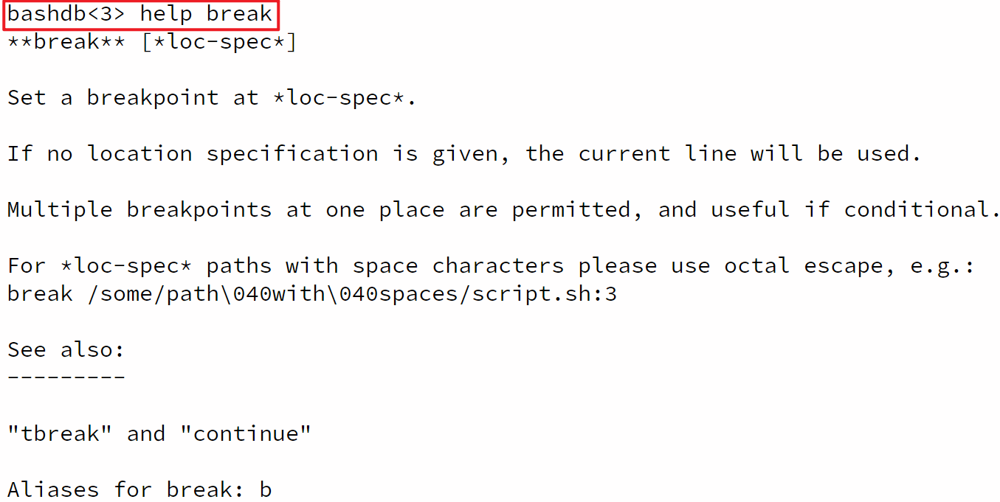 bashdb<3> help break
**break** [*loc-spec*]
Set a breakpoint at *loc-spec*.
If no location specification is given, the current line will be used.
Multiple breakpoints at one place are permitted, and useful if conditional.
For *loc-spec* paths with space characters please use octal escape, e.g.:
break /some/path\040with\040spaces/script.sh:3
See also:
---------
"tbreak" and "continue"
Aliases for break: b